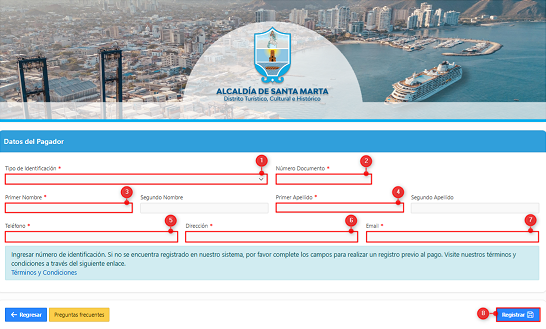 ALCALDÍA DE SANTA MARTA
Distrito Turístico, Cultural e Histórico
Datos del Pagador
Tipo de Identificación * 1 Número Documento * 2
Primer Nombre * 3 Segundo Nombre Primer Apellido * 4 Segundo Apellido
Teléfono * 5 Dirección * 6 Email * 7
Ingresar número de identificación. Si no se encuentra registrado en nuestro sistema, por favor complete los campos para realizar un registro previo al pago. Visite nuestros términos y
condiciones a través del siguiente enlace.
Términos y Condiciones
← Regresar Preguntas frecuentes 8 Registrar